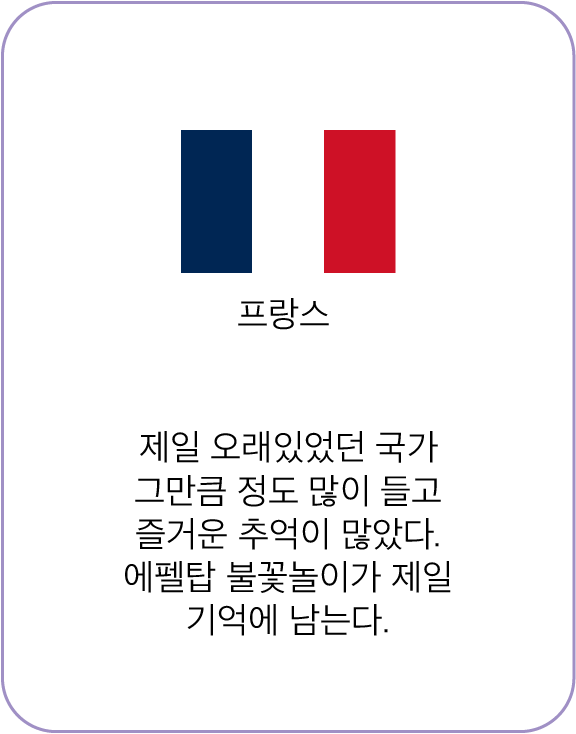 프랑스
제일 오래있었던 국가
그만큼 정도 많이 들고
즐거운 추억이 많았다.
에펠탑 불꽃놀이가 제일
기억에 남는다.